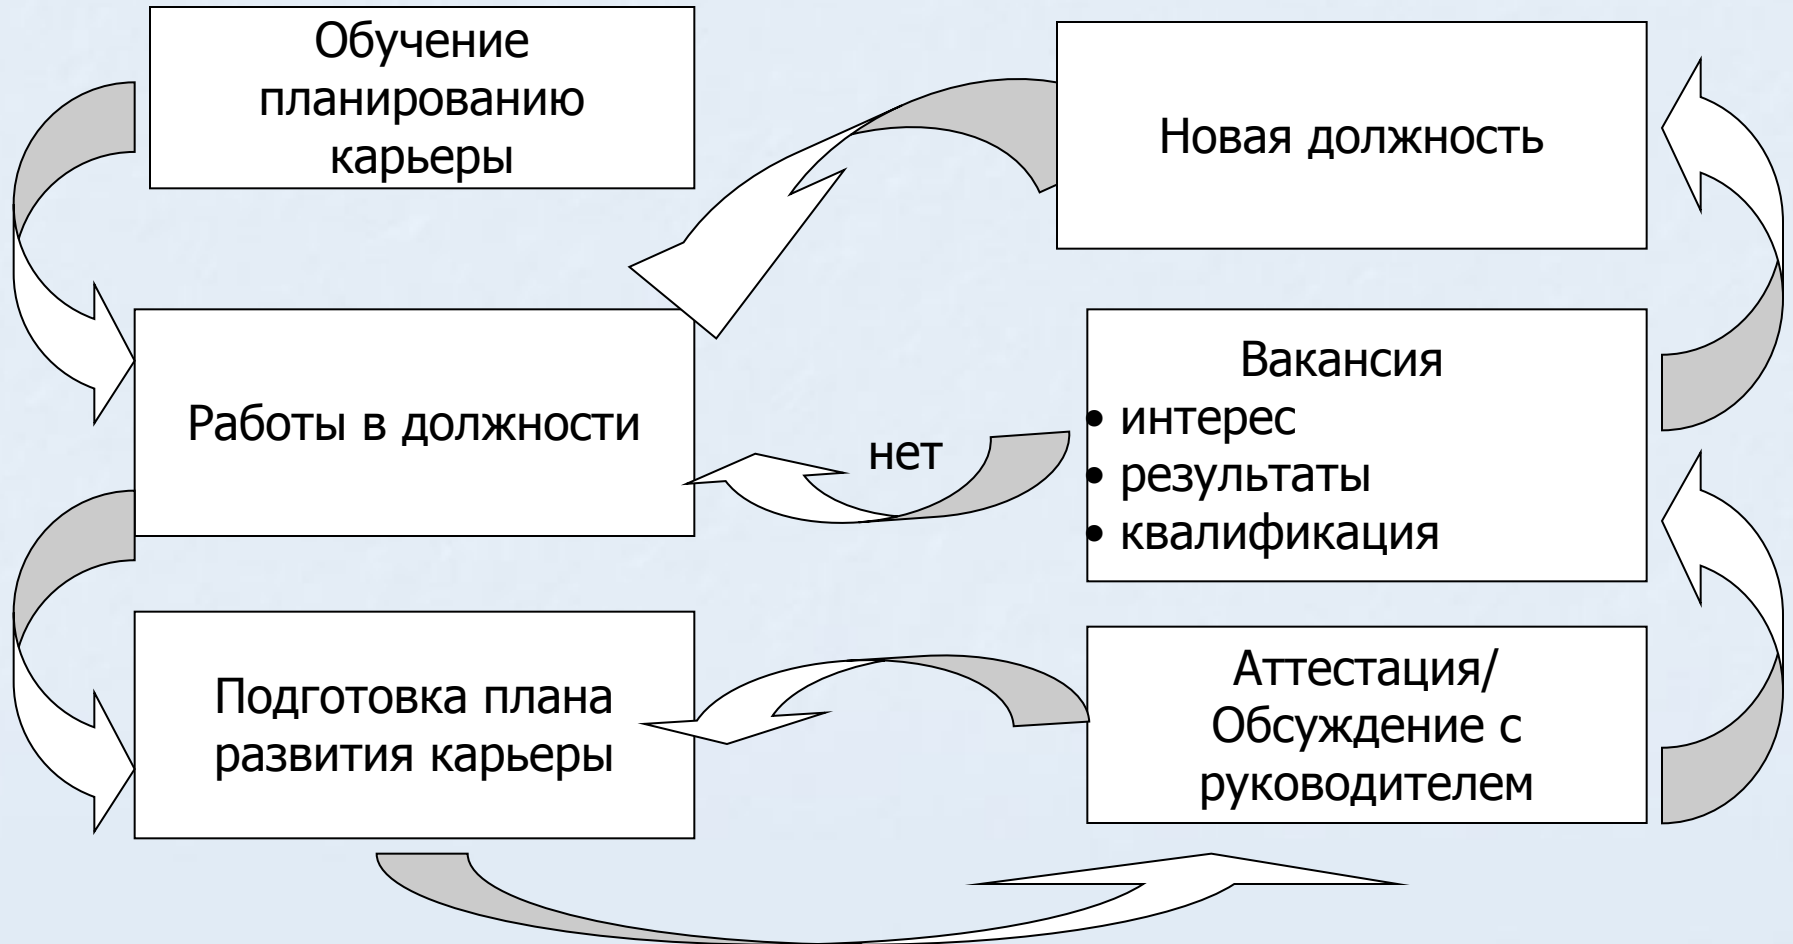 Обучение
планированию
карьеры
Новая должность
Работы в должности
нет
Вакансия
• интерес
• результаты
• квалификация
Подготовка плана
развития карьеры
Аттестация/
Обсуждение с
руководителем